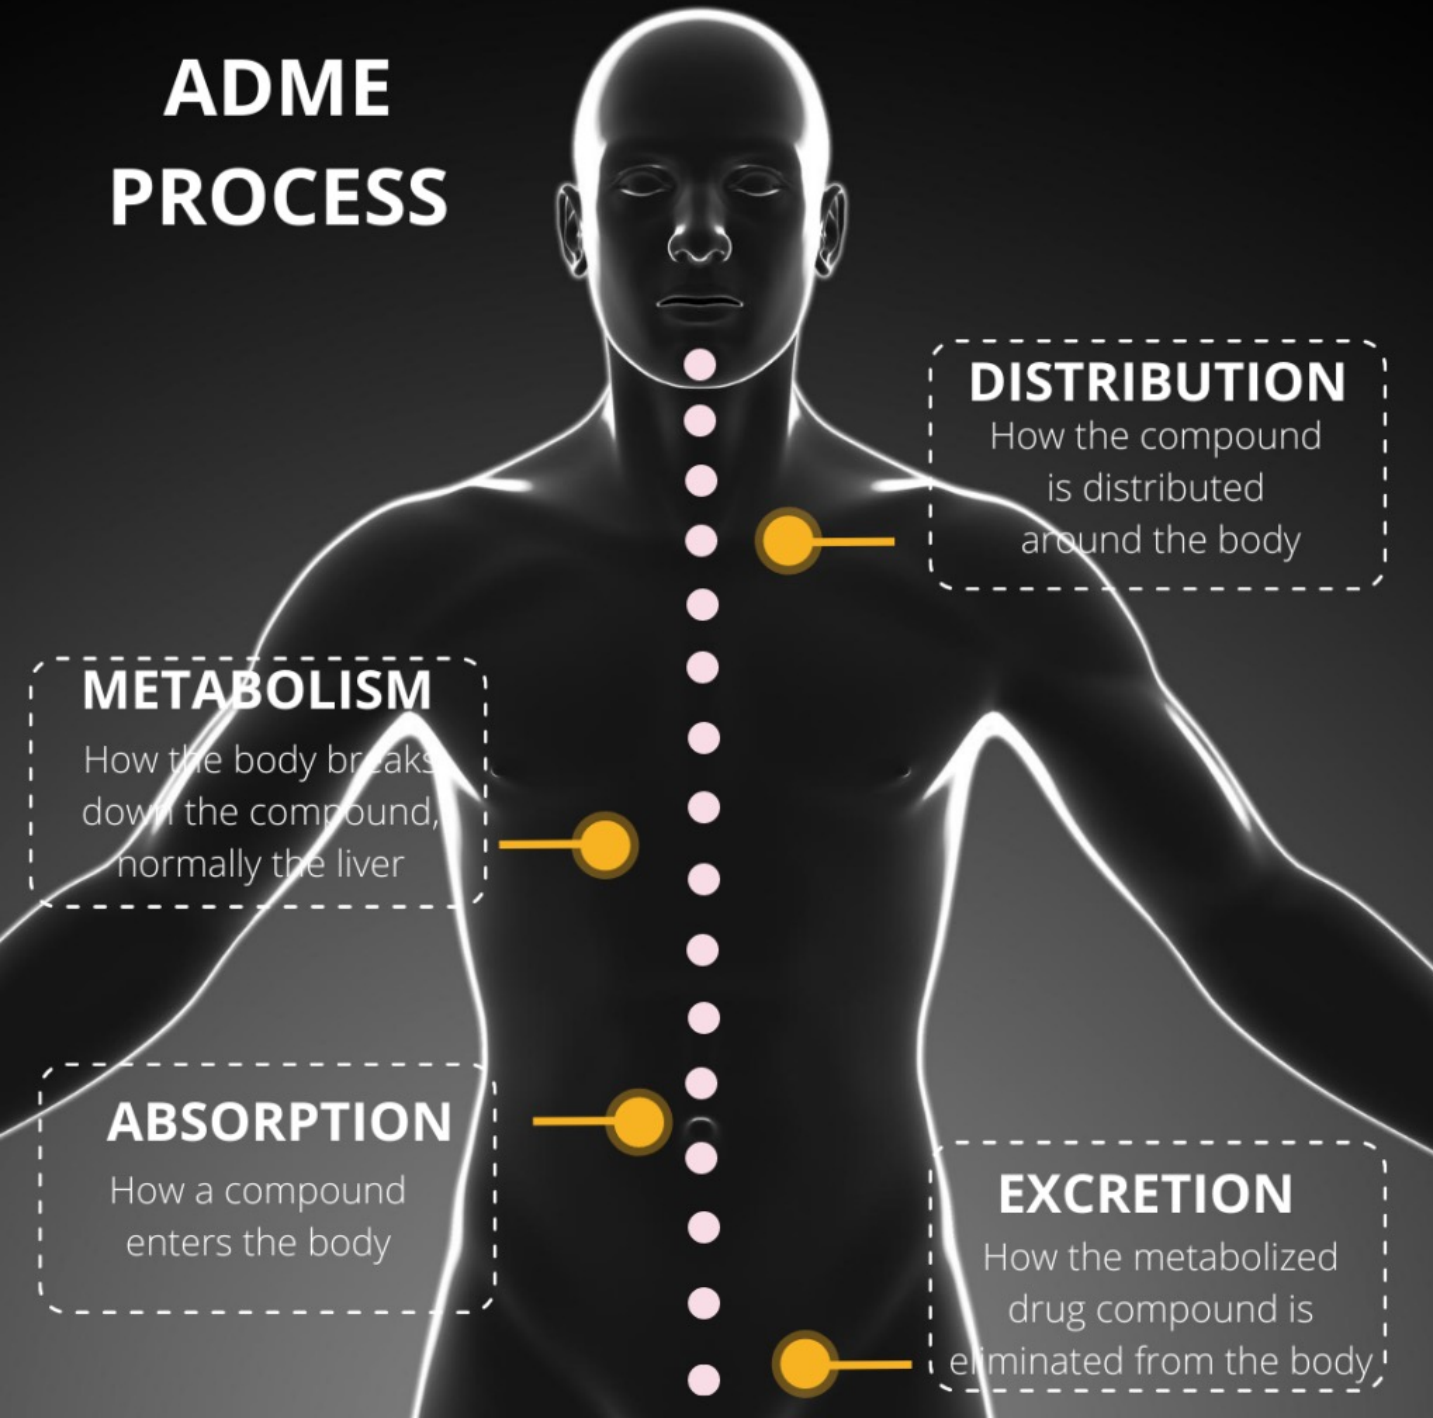 ADME
PROCESS
DISTRIBUTION
How the compound
is distributed
around the body
METABOLISM
How the body breaks
down the compound,
normally the liver
ABSORPTION
How a compound
enters the body
EXCRETION
How the metabolized
drug compound is
eliminated from the body